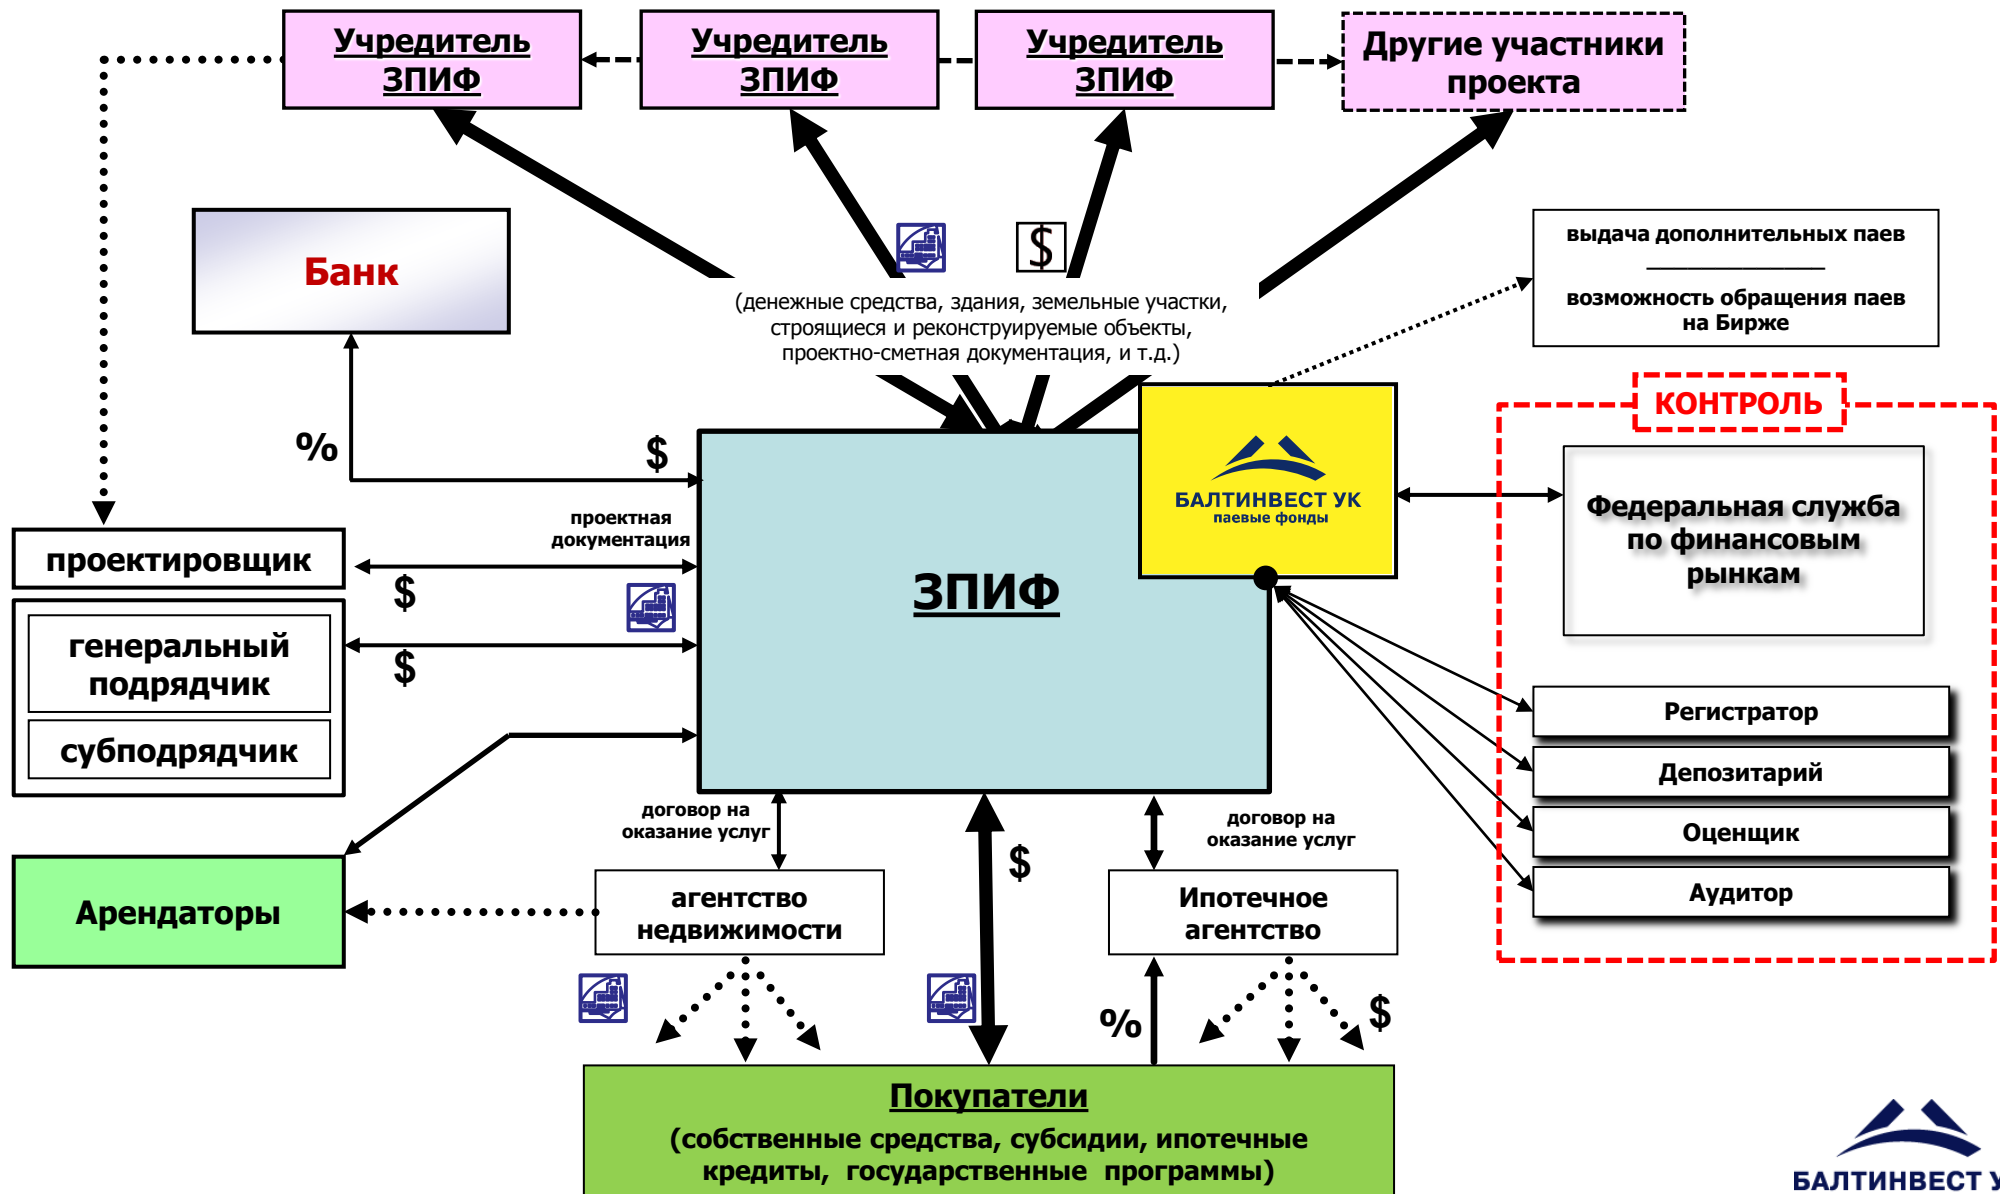 Учредитель
ЗПИФ
Учредитель
ЗПИФ
Учредитель
ЗПИФ
Другие участники
проекта
Банк
$
(денежные средства, здания, земельные участки,
строящиеся и реконструируемые объекты,
проектно-сметная документация, и т.д.)
выдача дополнительных паев
возможность обращения паев
на Бирже
КОНТРОЛЬ
%
$
БАЛТИНВЕСТ УК
паевые фонды
Федеральная служба
по финансовым
рынкам
проектная
документация
проектировщик
$
ЗПИФ
генеральный
подрядчик
$
субподрядчик
Регистратор
Депозитарий
Оценщик
Аудитор
договор на
оказание услуг
$
договор на
оказание услуг
Арендаторы
агентство
недвижимости
Ипотечное
агентство
%
$
Покупатели
(собственные средства, субсидии, ипотечные
кредиты, государственные программы)
БАЛТИНВЕСТ У